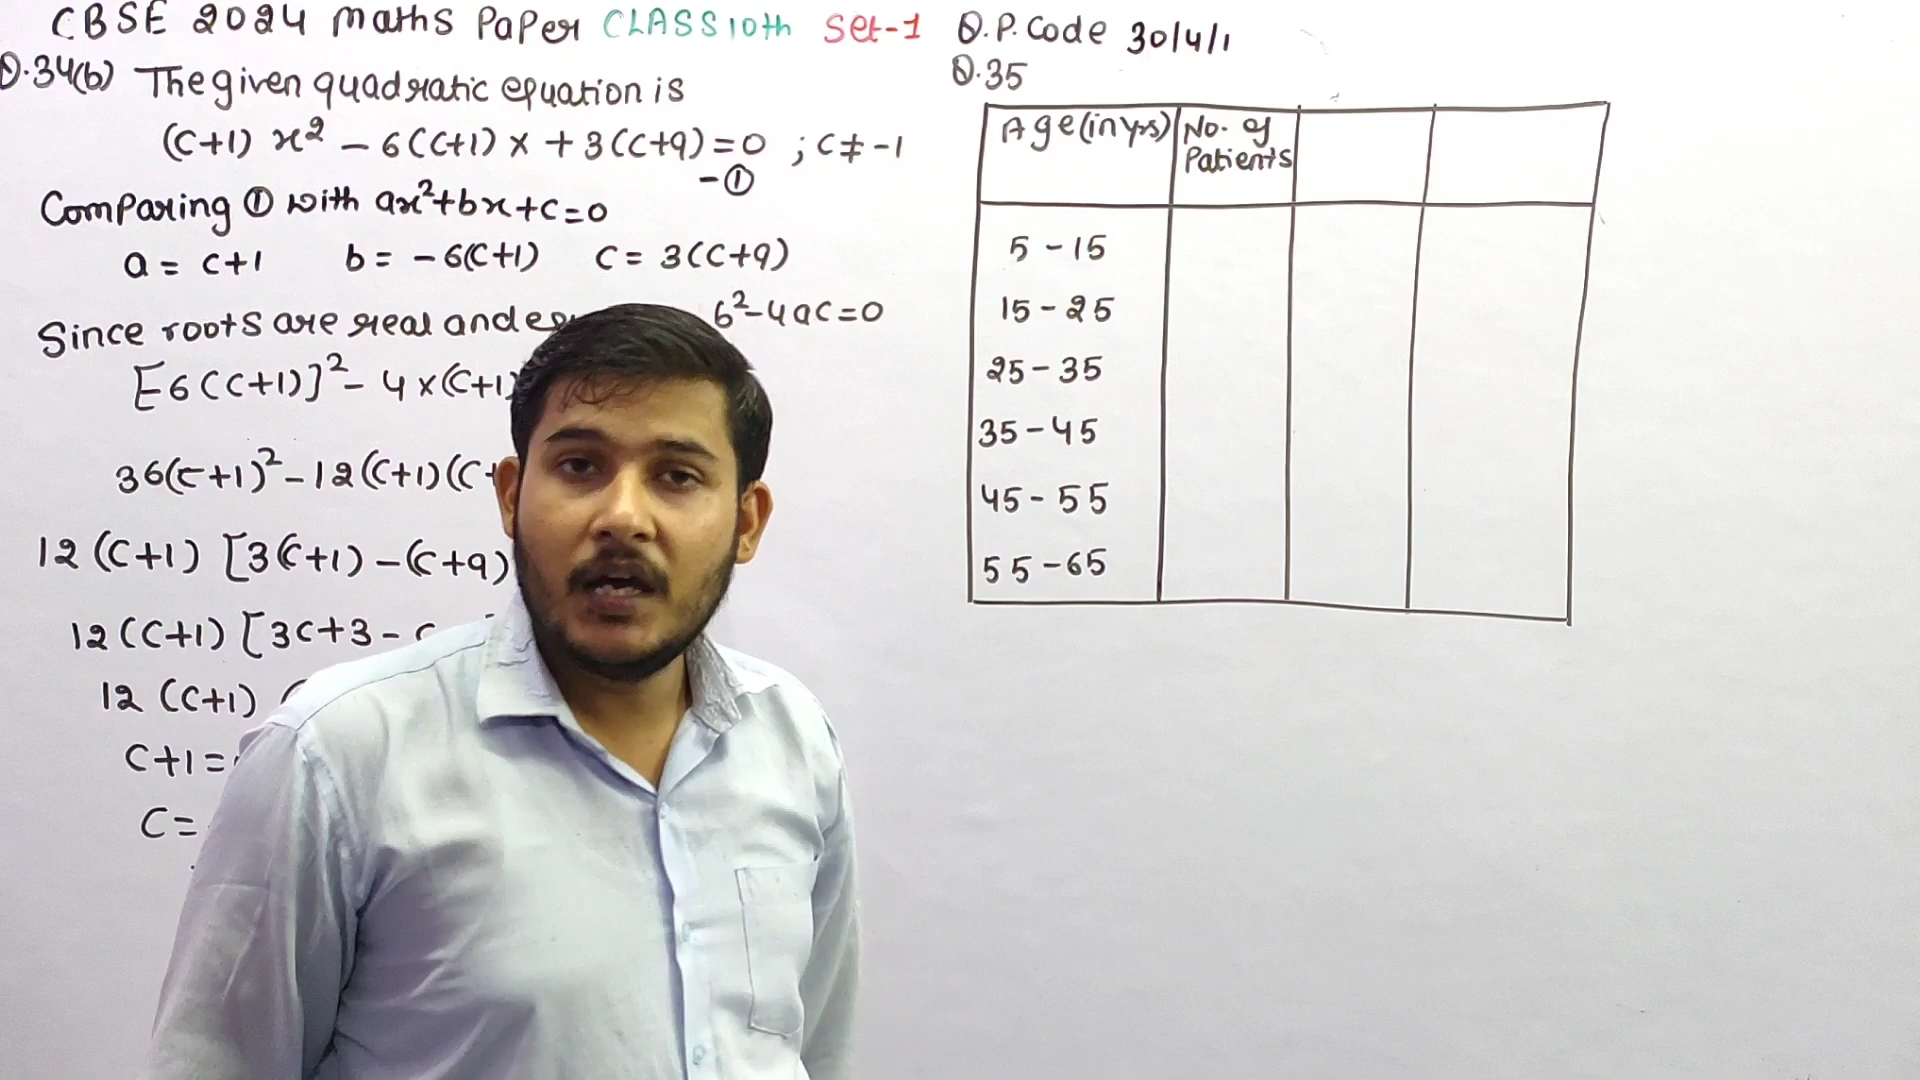 CBSE 2024 Maths Paper CLASS 10th Set-1 Q.P. Code 30/4/1
Q.34(b) The given quadratic equation is
(C+1) x² - 6(C+1) x + 3(C+9) = 0 ; C ≠ -1
- ①
Comparing ① with ax²+bx+c=0
a = C+1 b = -6(C+1) C = 3(C+9)
Since roots are real and b²-4ac=0
[6(C+1)]² - 4×(C+1)
36(C+1)² - 12(C+1)(C+
12 (C+1) [3(C+1) - (C+9)
12 (C+1) [3C+3 - C
12 (C+1) (
C+1 =
C =
Q.35
Age(in yrs) No. of Patients
5 - 15
15 - 25
25 - 35
35 - 45
45 - 55
55 - 65